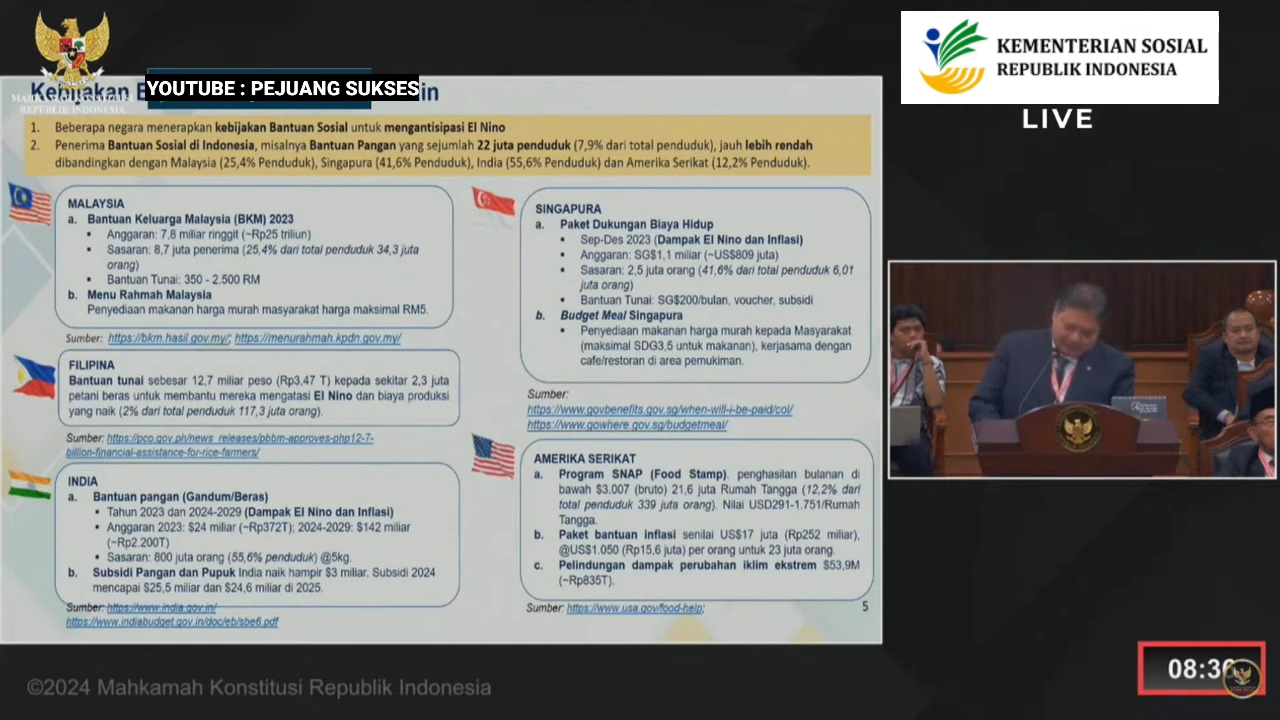 MAHKAMAH KONSTITUSI
REPUBLIK INDONESIA
YOUTUBE : PEJUANG SUKSES
KEMENTERIAN SOSIAL
REPUBLIK INDONESIA
LIVE
1. Beberapa negara menerapkan kebijakan Bantuan Sosial untuk mengantisipasi El Nino
2. Penerima Bantuan Sosial di Indonesia, misalnya Bantuan Pangan yang sejumlah 22 juta penduduk (7,9% dari total penduduk), jauh lebih rendah
dibandingkan dengan Malaysia (25,4% Penduduk), Singapura (41,6% Penduduk), India (55,6% Penduduk) dan Amerika Serikat (12,2% Penduduk).
MALAYSIA
a. Bantuan Keluarga Malaysia (BKM) 2023
▪ Anggaran: 7,8 miliar ringgit (~Rp25 triliun)
▪ Sasaran: 8,7 juta penerima (25,4% dari total penduduk 34,3 juta
orang)
▪ Bantuan Tunai: 350 - 2.500 RM
b. Menu Rahmah Malaysia
Penyediaan makanan harga murah masyarakat harga maksimal RM5.
Sumber: https://bkm.hasil.gov.my/; https://menurahmah.kpdn.gov.my/
FILIPINA
Bantuan tunai sebesar 12,7 miliar peso (Rp3,47 T) kepada sekitar 2,3 juta
petani beras untuk membantu mereka mengatasi El Nino dan biaya produksi
yang naik (2% dari total penduduk 117,3 juta orang).
Sumber: https://pco.gov.ph/news_releases/pbbm-approves-php12-7-
billion-financial-assistance-for-rice-farmers/
INDIA
a. Bantuan pangan (Gandum/Beras)
▪ Tahun 2023 dan 2024-2029 (Dampak El Nino dan Inflasi)
▪ Anggaran 2023: $24 miliar (~Rp372T); 2024-2029: $142 miliar
(~Rp2.200T)
▪ Sasaran: 800 juta orang (55,6% penduduk) @5kg.
b. Subsidi Pangan dan Pupuk India naik hampir $3 miliar. Subsidi 2024
mencapai $25,5 miliar dan $24,6 miliar di 2025.
Sumber: https://www.india.gov.in/
https://www.indiabudget.gov.in/doc/eb/sbe6.pdf
SINGAPURA
a. Paket Dukungan Biaya Hidup
▪ Sep-Des 2023 (Dampak El Nino dan Inflasi)
▪ Anggaran: SG$1,1 miliar (~US$809 juta)
▪ Sasaran: 2,5 juta orang (41,6% dari total penduduk 6,01
juta orang)
▪ Bantuan Tunai: SG$200/bulan, voucher, subsidi
b. Budget Meal Singapura
▪ Penyediaan makanan harga murah kepada Masyarakat
(maksimal SDG3,5 untuk makanan), kerjasama dengan
cafe/restoran di area pemukiman.
Sumber:
https://www.govbenefits.gov.sg/when-will-i-be-paid/col/
https://www.gowhere.gov.sg/budgetmeal/
AMERIKA SERIKAT
a. Program SNAP (Food Stamp), penghasilan bulanan di
bawah $3.007 (bruto) 21,6 juta Rumah Tangga (12,2% dari
total penduduk 339 juta orang). Nilai USD291-1.751/Rumah
Tangga.
b. Paket bantuan inflasi senilai US$17 juta (Rp252 miliar),
@US$1.050 (Rp15,6 juta) per orang untuk 23 juta orang.
c. Pelindungan dampak perubahan iklim ekstrem $53,9M
(~Rp835T).
Sumber: https://www.usa.gov/food-help;
5
©2024 Mahkamah Konstitusi Republik Indonesia